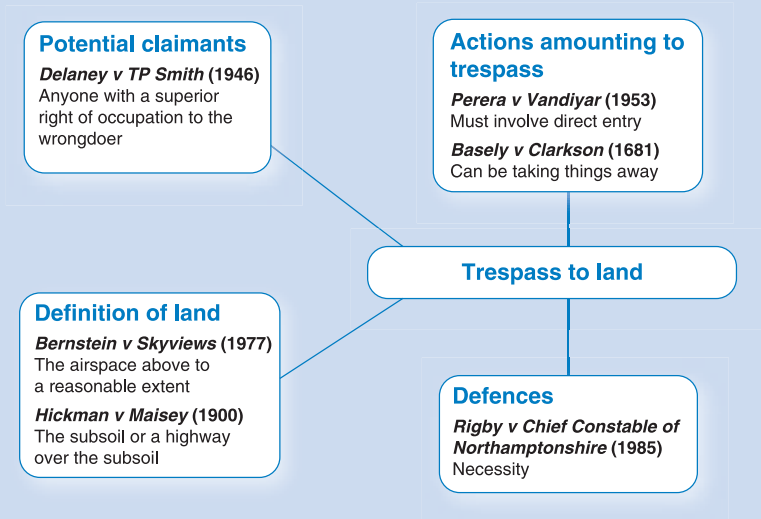 Potential claimants
Delaney v TP Smith (1946)
Anyone with a superior
right of occupation to the
wrongdoer
Actions amounting to
trespass
Perera v Vandiyar (1953)
Must involve direct entry
Basely v Clarkson (1681)
Can be taking things away
Trespass to land
Definition of land
Bernstein v Skyviews (1977)
The airspace above to
a reasonable extent
Hickman v Maisey (1900)
The subsoil or a highway
over the subsoil
Defences
Rigby v Chief Constable of
Northamptonshire (1985)
Necessity